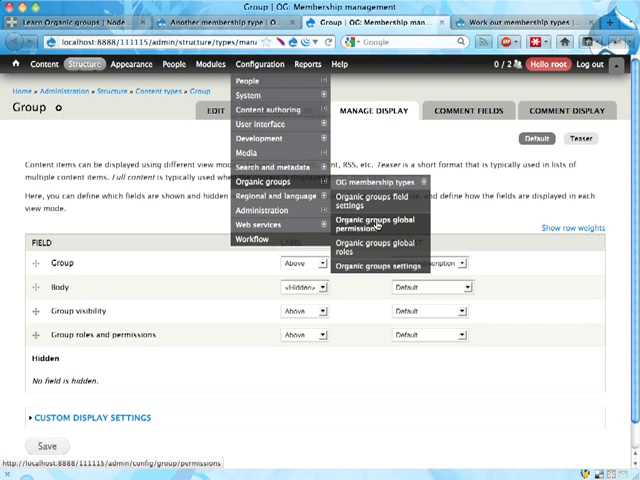 Group | OG: Membership management
Learn Organic groups | Node...
Another membership type | O...
Group | OG: Membership man...
Work out membership types |...
localhost:8888/111115/admin/structure/types/man
Google
Content Structure Appearance People Modules Configuration Reports Help 0 / 2 Hello root Log out
Home » Administration » Structure » Content types » Group
Group
EDIT
MANAGE DISPLAY
COMMENT FIELDS
COMMENT DISPLAY
People
System
Content authoring
User interface
Development
Media
Search and metadata
Organic groups
Regional and language
Administration
Web services
Workflow
OG membership types
Organic groups field
settings
Organic groups global
permissions
Organic groups global
roles
Organic groups settings
Default Teaser
Content items can be displayed using different view mod
nt, RSS, etc. Teaser is a short format that is typically used in lists of
multiple content items. Full content is typically used
Here, you can define which fields are shown and hidden
ate, and define how the fields are displayed in each
view mode.
Show row weights
FIELD LABEL
Group Above
Body <Hidden> Default
Group visibility Above Default
Group roles and permissions Above Default
Hidden
No field is hidden.
CUSTOM DISPLAY SETTINGS
Save
http://localhost:8888/111115/admin/config/group/permissions